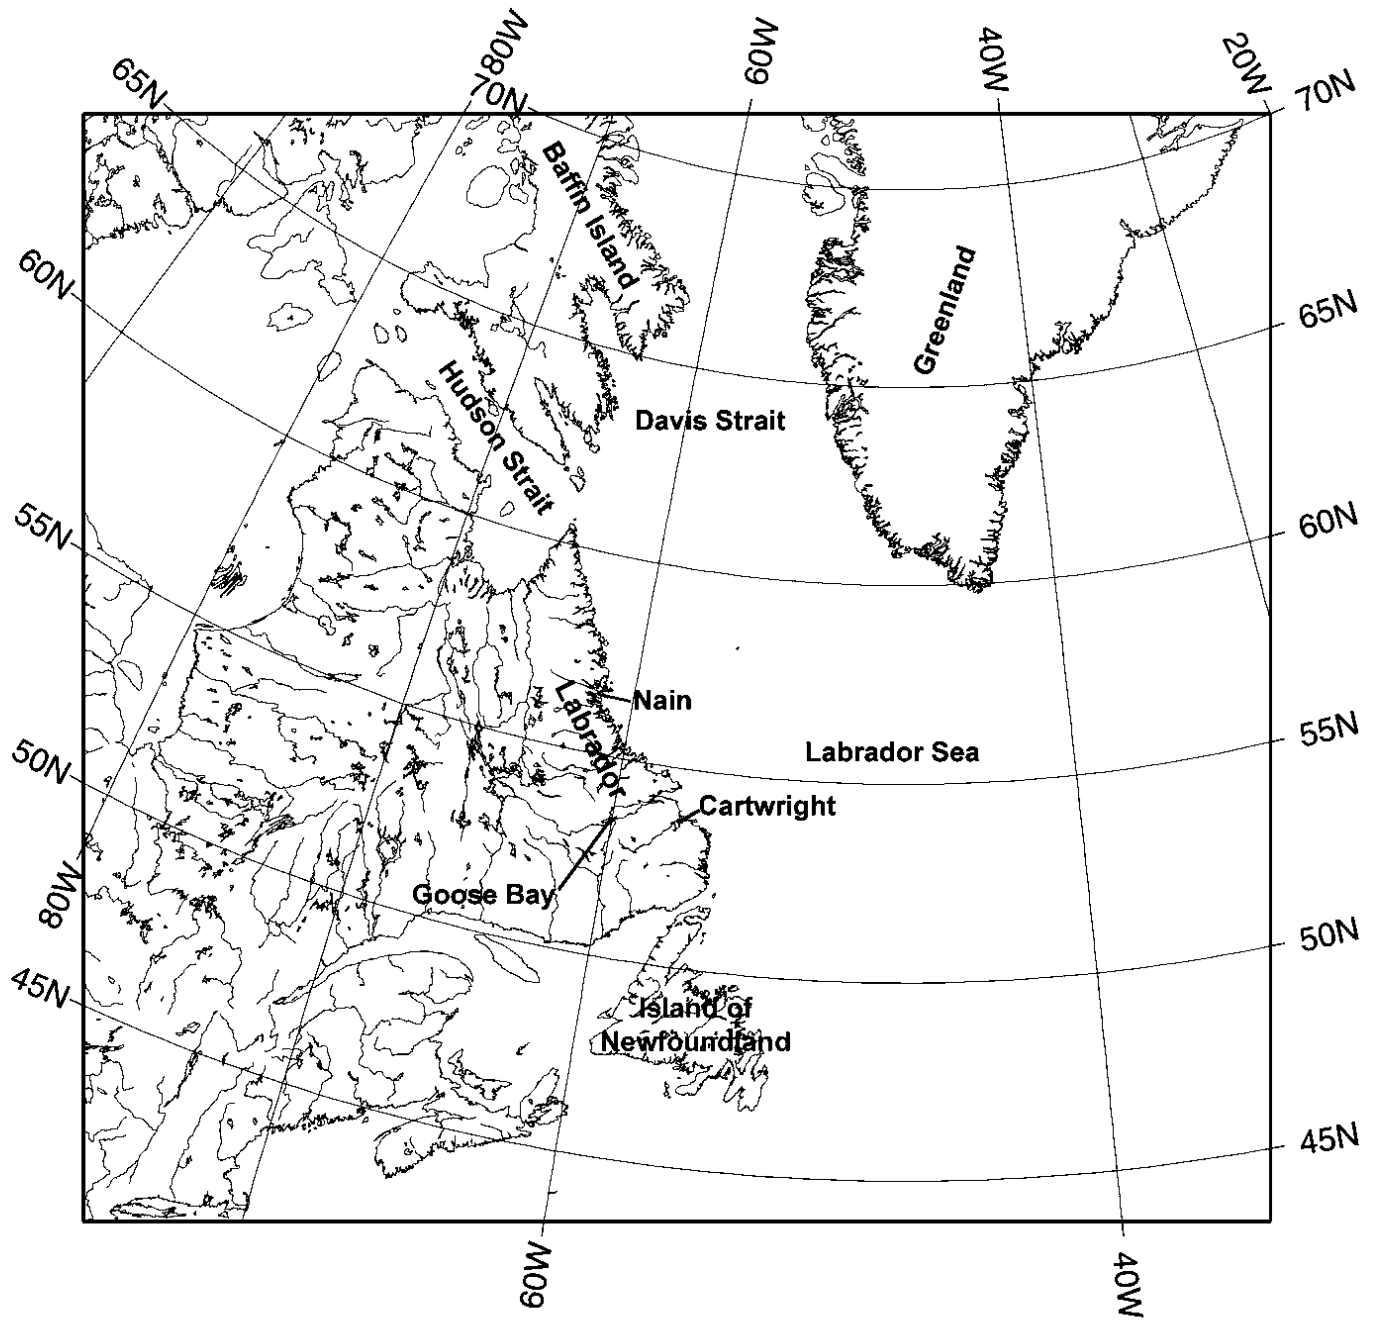 80W
60W
40W
20W
65N
70N
70N
Baffin Island
60N
Greenland
65N
Hudson Strait
Davis Strait
55N
60N
Labrador
Nain
Labrador Sea
55N
50N
Cartwright
80W
Goose Bay
50N
45N
Island of
Newfoundland
45N
60W
40W